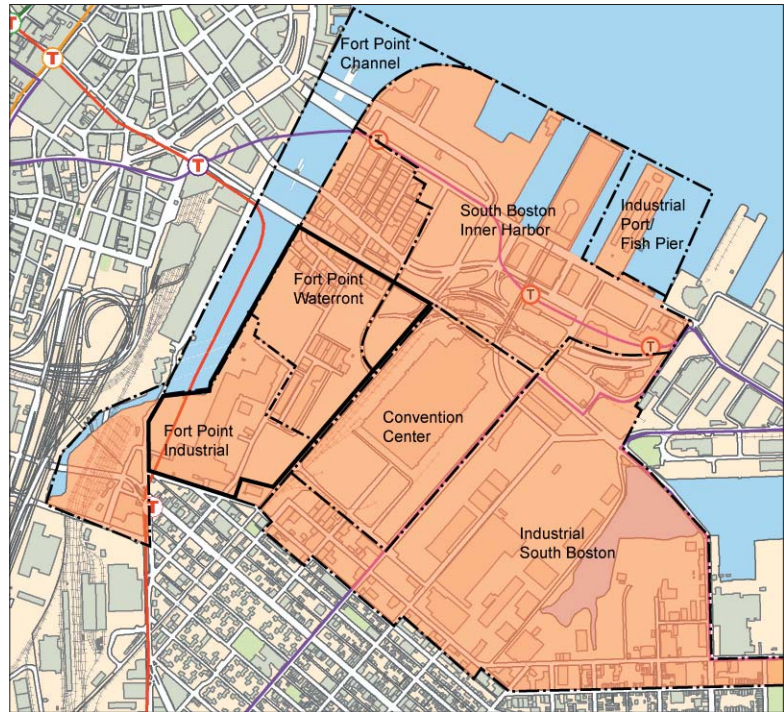 Fort Point
Channel
South Boston
Inner Harbor
Industrial
Port/
Fish Pier
Fort Point
Waterront
Fort Point
Industrial
Convention
Center
Industrial
South Boston
T
T
T
T
T
T
T